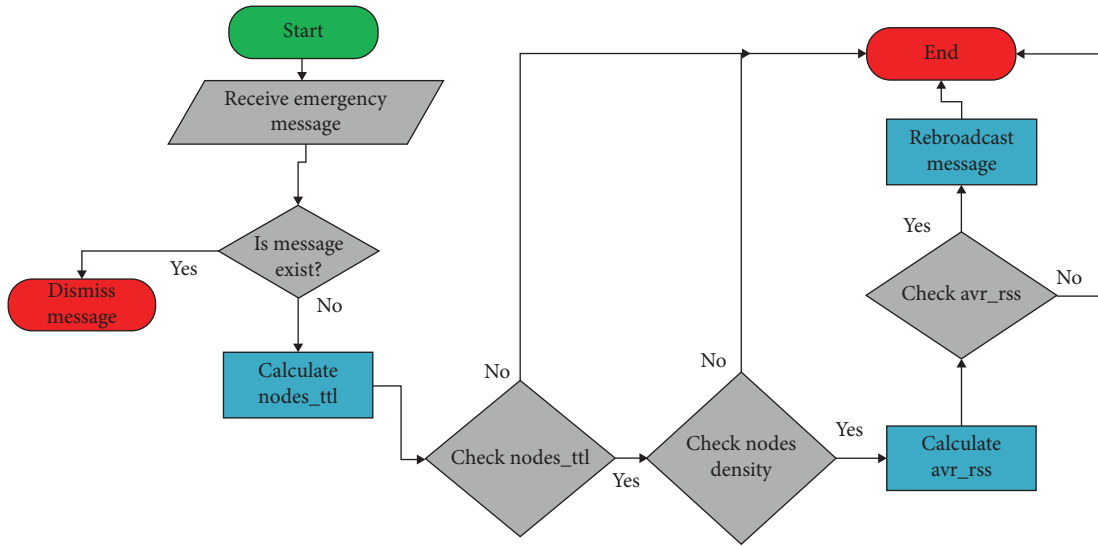 Start
Receive emergency
message
Is message
exist?
Yes
Dismiss
message
No
Calculate
nodes_ttl
Check nodes_ttl
No
Yes
Check nodes
density
No
Yes
Calculate
avr_rss
Check avr_rss
Yes
No
Rebroadcast
message
End